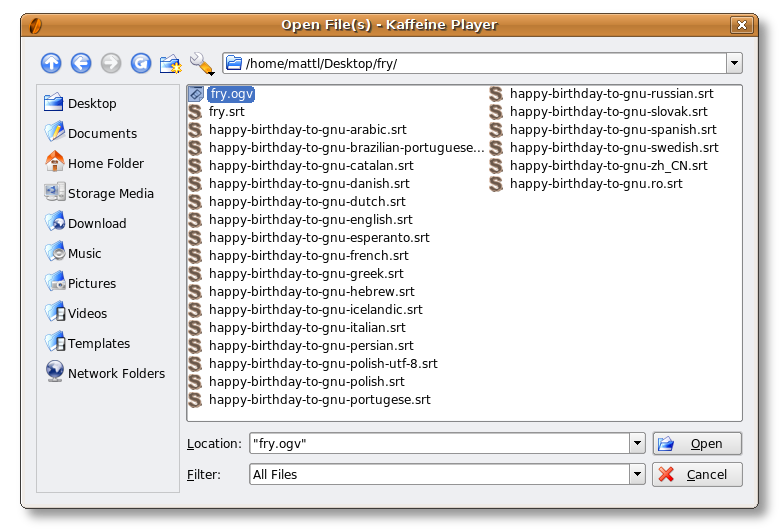 Open File(s) - Kaffeine Player
/home/mattl/Desktop/fry/
Desktop
Documents
Home Folder
Storage Media
Download
Music
Pictures
Videos
Templates
Network Folders
fry.ogv
fry.srt
happy-birthday-to-gnu-arabic.srt
happy-birthday-to-gnu-brazilian-portuguese...
happy-birthday-to-gnu-catalan.srt
happy-birthday-to-gnu-danish.srt
happy-birthday-to-gnu-dutch.srt
happy-birthday-to-gnu-english.srt
happy-birthday-to-gnu-esperanto.srt
happy-birthday-to-gnu-french.srt
happy-birthday-to-gnu-greek.srt
happy-birthday-to-gnu-hebrew.srt
happy-birthday-to-gnu-icelandic.srt
happy-birthday-to-gnu-italian.srt
happy-birthday-to-gnu-persian.srt
happy-birthday-to-gnu-polish-utf-8.srt
happy-birthday-to-gnu-polish.srt
happy-birthday-to-gnu-portugese.srt
happy-birthday-to-gnu-russian.srt
happy-birthday-to-gnu-slovak.srt
happy-birthday-to-gnu-spanish.srt
happy-birthday-to-gnu-swedish.srt
happy-birthday-to-gnu-zh_CN.srt
happy-birthday-to-gnu.ro.srt
Location: "fry.ogv" Open
Filter: All Files Cancel